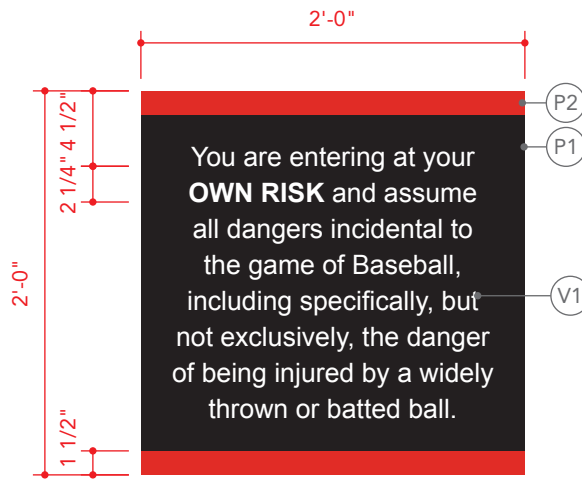 2'-0"
P2
4 1/2"
P1
2 1/4"
You are entering at your
OWN RISK and assume
all dangers incidental to
the game of Baseball,
2'-0"
including specifically, but
V1
not exclusively, the danger
of being injured by a widely
thrown or batted ball.
1 1/2"